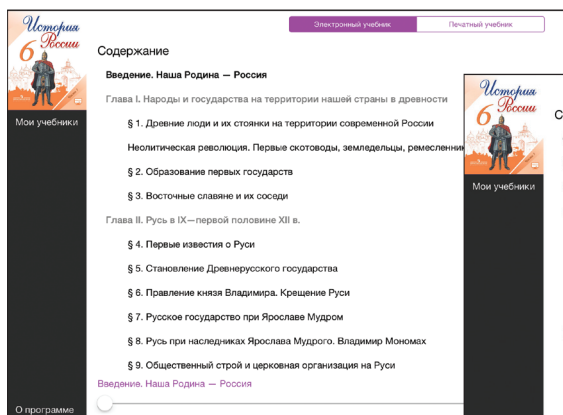 История
России
6
Мои учебники
О программе
Электронный учебник
Печатный учебник
Содержание
Введение. Наша Родина — Россия
Глава I. Народы и государства на территории нашей страны в древности
§ 1. Древние люди и их стоянки на территории современной России
Неолитическая революция. Первые скотоводы, земледельцы, ремесленник
§ 2. Образование первых государств
§ 3. Восточные славяне и их соседи
Глава II. Русь в IX—первой половине XII в.
§ 4. Первые известия о Руси
§ 5. Становление Древнерусского государства
§ 6. Правление князя Владимира. Крещение Руси
§ 7. Русское государство при Ярославе Мудром
§ 8. Русь при наследниках Ярослава Мудрого. Владимир Мономах
§ 9. Общественный строй и церковная организация на Руси
Введение. Наша Родина — Россия
История
России
6
Мои учебники
С